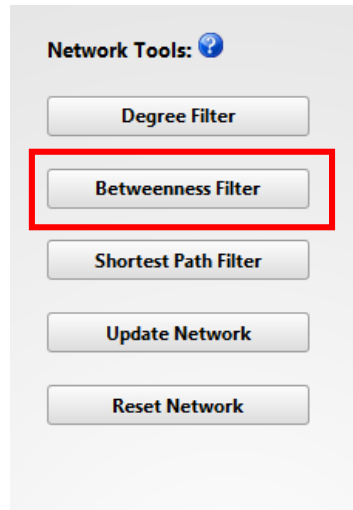 Network Tools: ?
Degree Filter
Betweenness Filter
Shortest Path Filter
Update Network
Reset Network